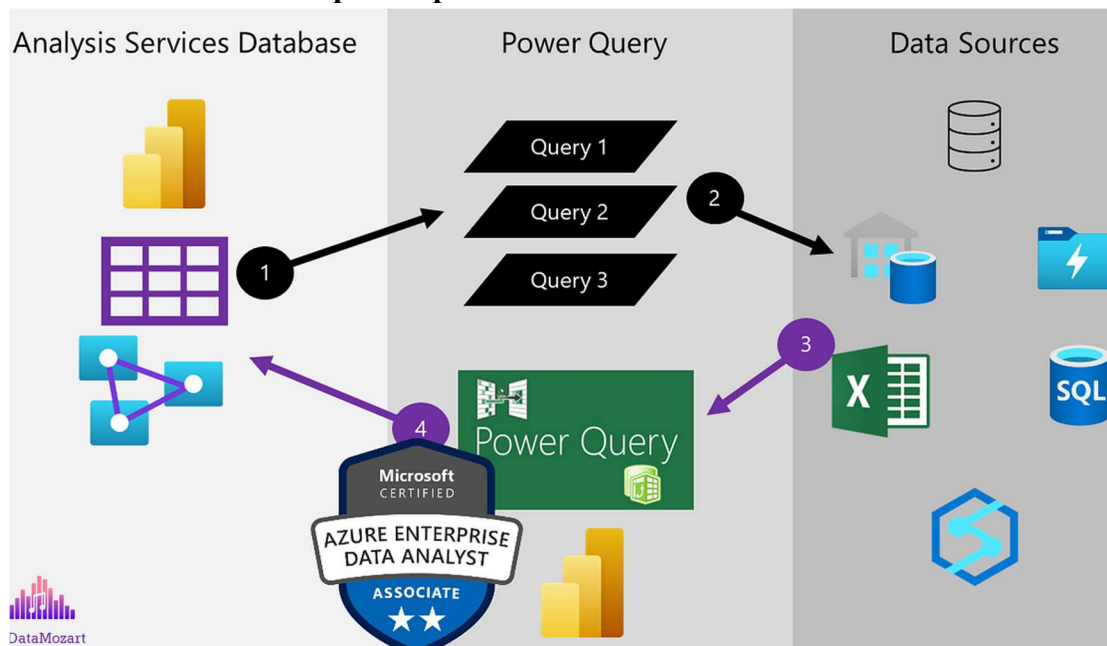 Analysis Services Database
Power Query
Data Sources
Query 1
Query 2
Query 3
1
2
3
4
X
SQL
Power Query
Microsoft
CERTIFIED
AZURE ENTERPRISE
DATA ANALYST
ASSOCIATE
DataMozart